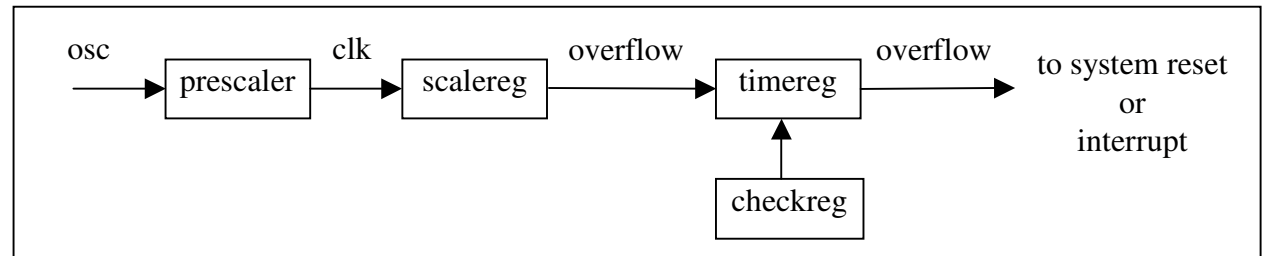 osc
clk
overflow
overflow
to system reset
or
interrupt
prescaler
scalereg
timereg
checkreg